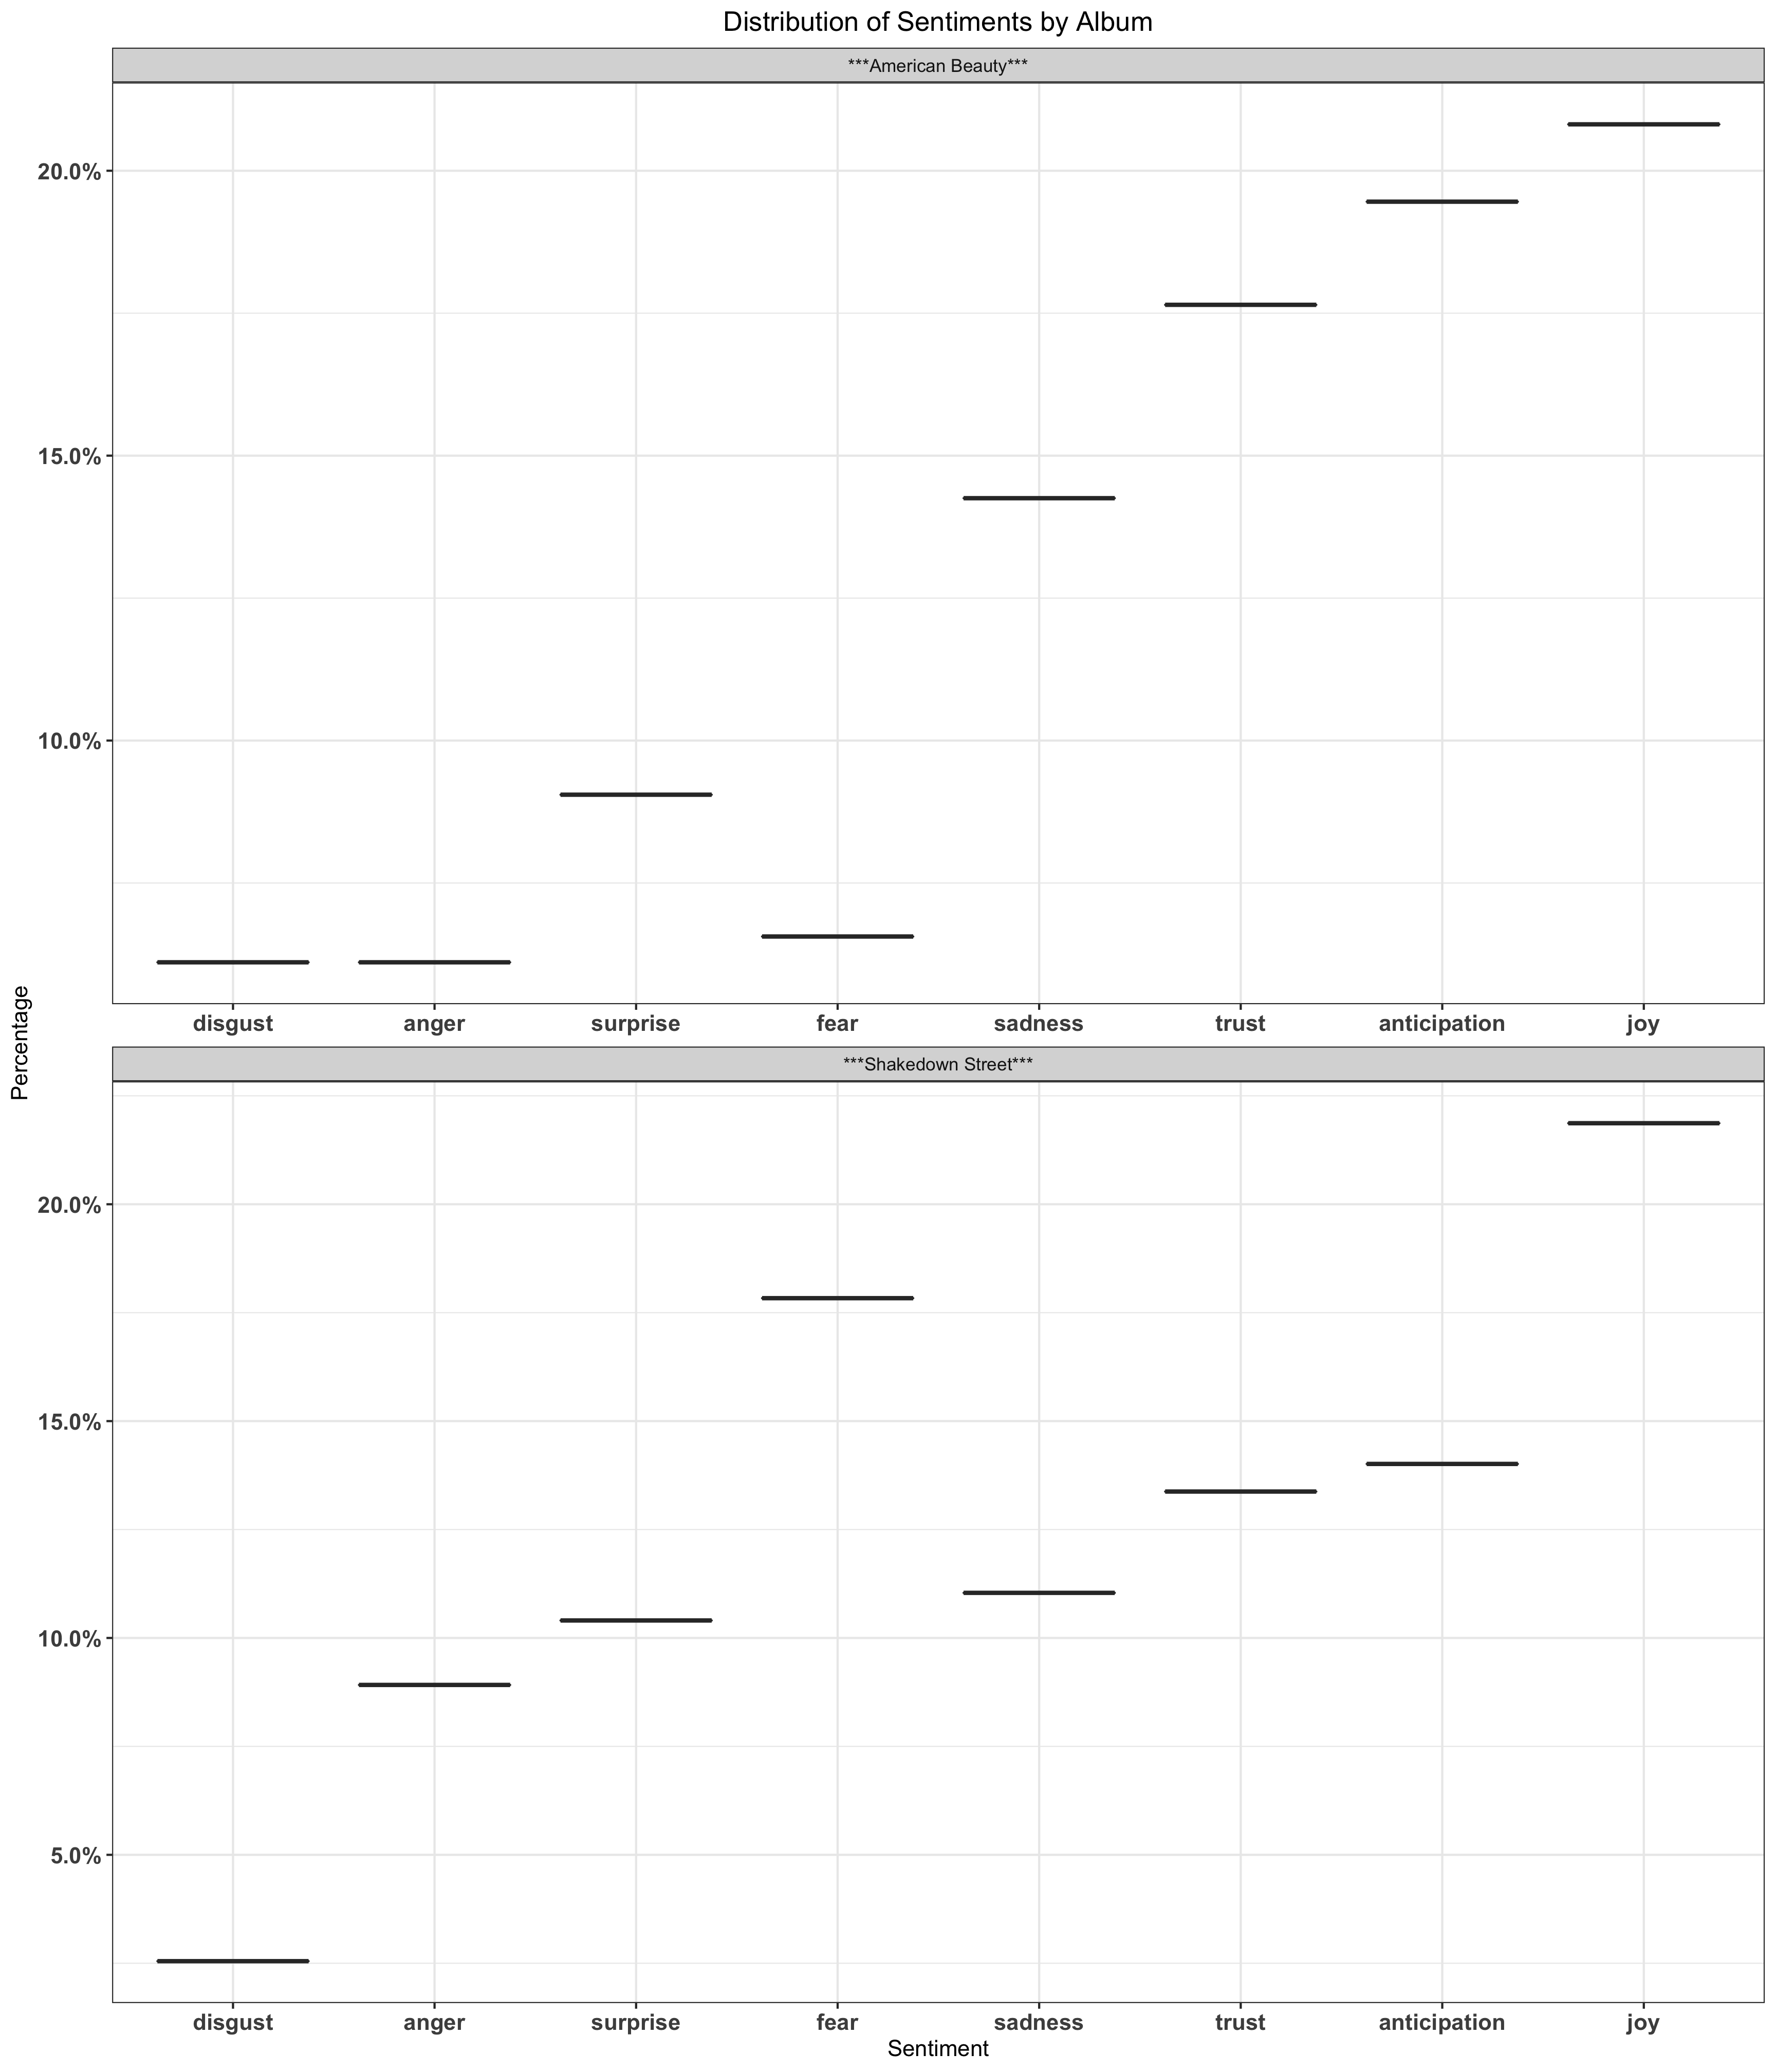 Distribution of Sentiments by Album
***American Beauty***
20.0%
15.0%
10.0%
disgust anger surprise fear sadness trust anticipation joy
Percentage
***Shakedown Street***
20.0%
15.0%
10.0%
5.0%
disgust anger surprise fear sadness trust anticipation joy
Sentiment